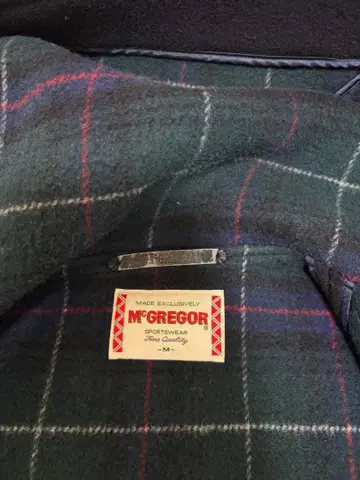 MADE EXCLUSIVELY
McGREGOR®
SPORTSWEAR
Fine Quality
-M-